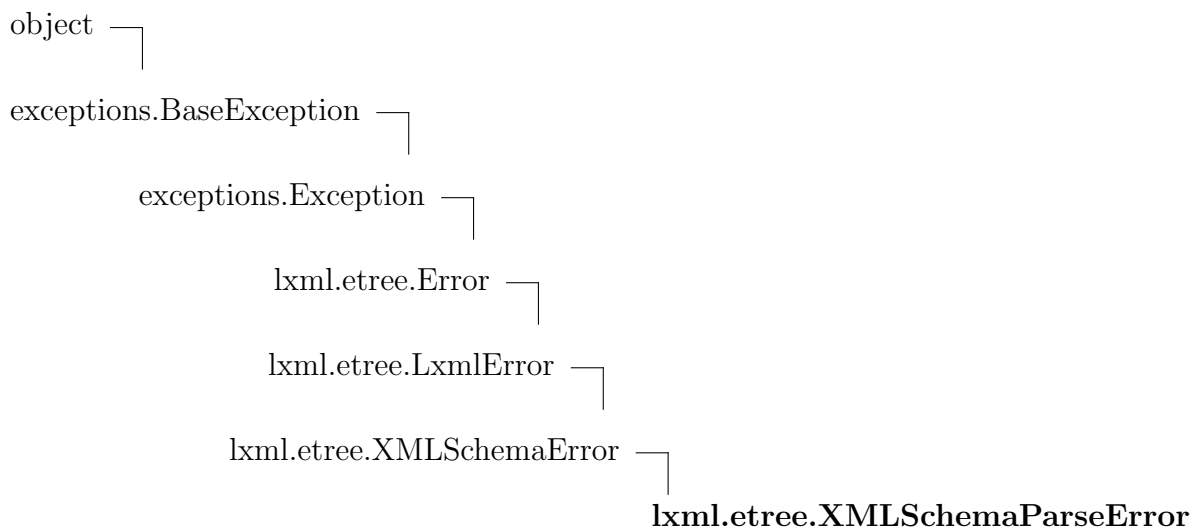 object
exceptions.BaseException
exceptions.Exception
lxml.etree.Error
lxml.etree.LxmlError
lxml.etree.XMLSchemaError
lxml.etree.XMLSchemaParseError